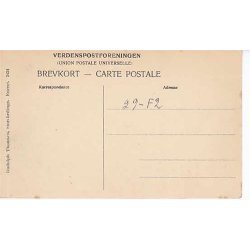 VERDENSPOSTFORENINGEN
(UNION POSTALE UNIVERSELLE)
BREVKORT — CARTE POSTALE
Korrespondance
Adresse
29-F2